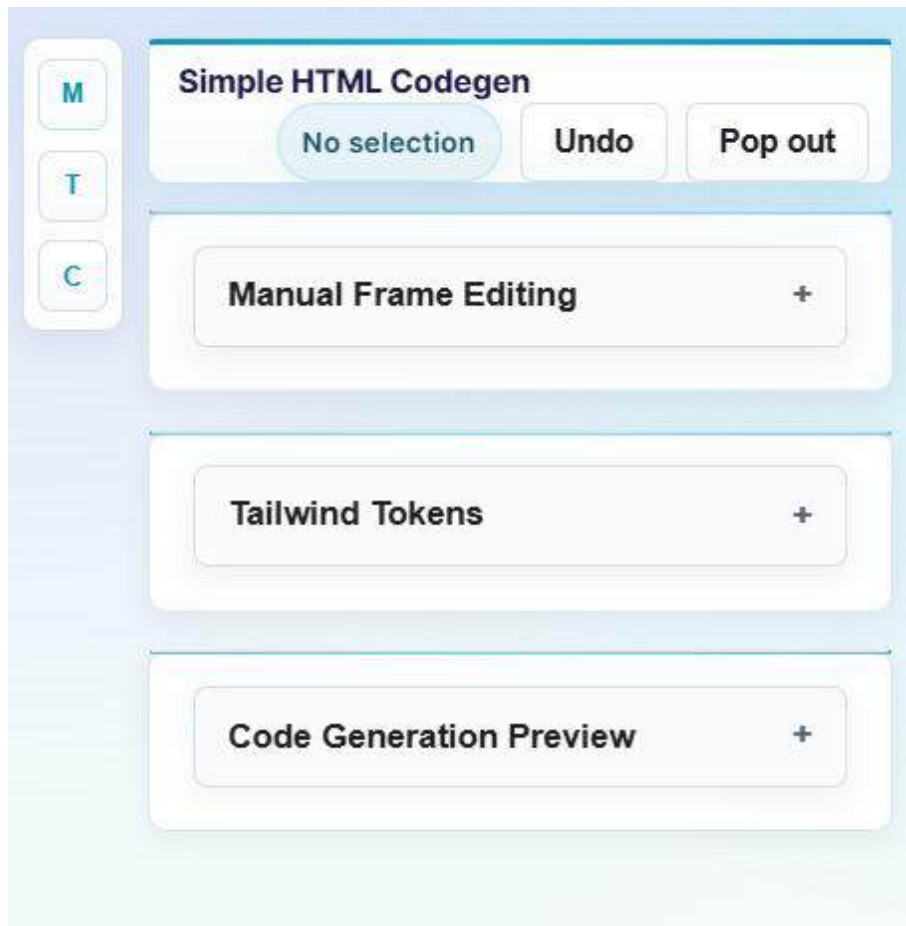 M
T
C
Simple HTML Codegen
No selection
Undo
Pop out
Manual Frame Editing +
Tailwind Tokens +
Code Generation Preview +